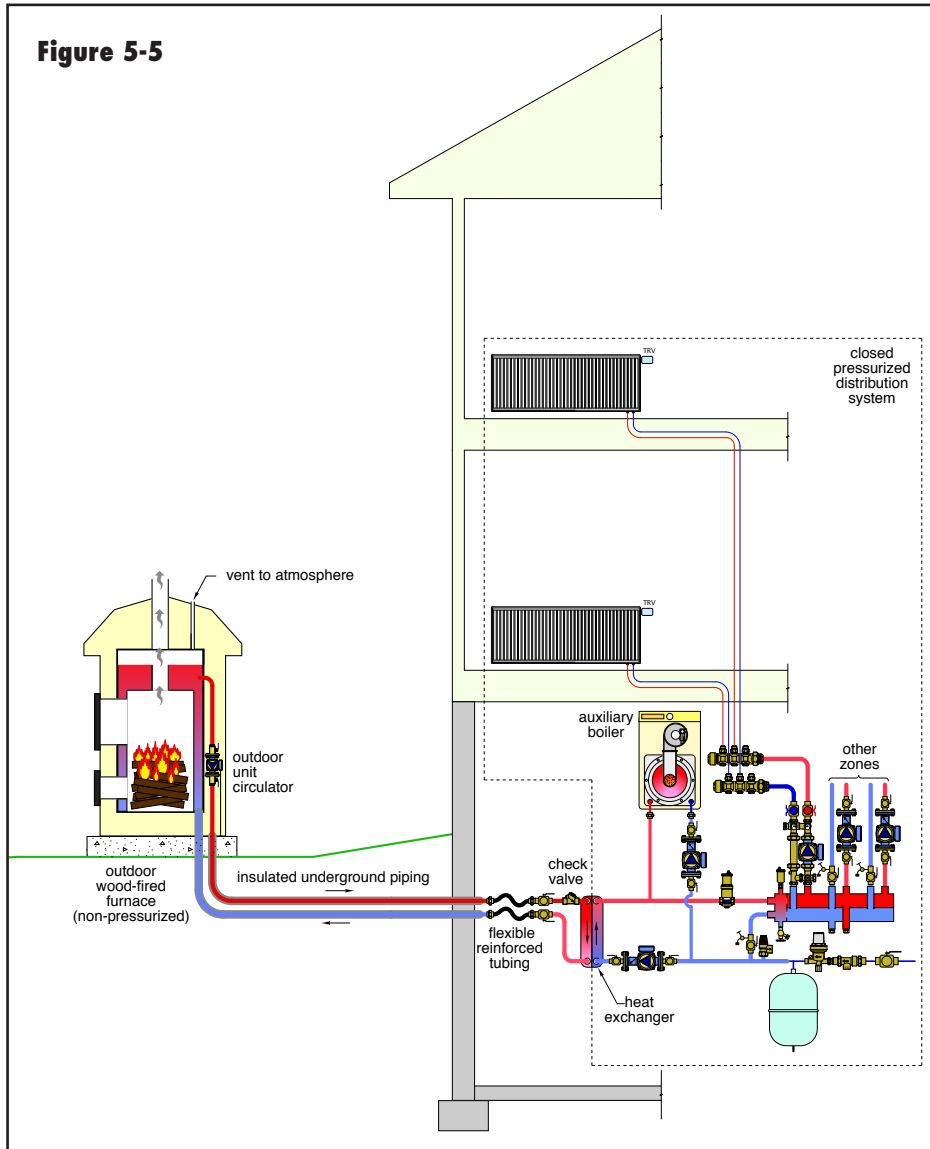 Figure 5-5
TRV
closed
pressurized
distribution
system
vent to atmosphere
TRV
auxiliary
boiler
other
zones
outdoor
unit
circulator
outdoor
wood-fired
furnace
(non-pressurized)
insulated underground piping
check
valve
flexible
reinforced
tubing
heat
exchanger